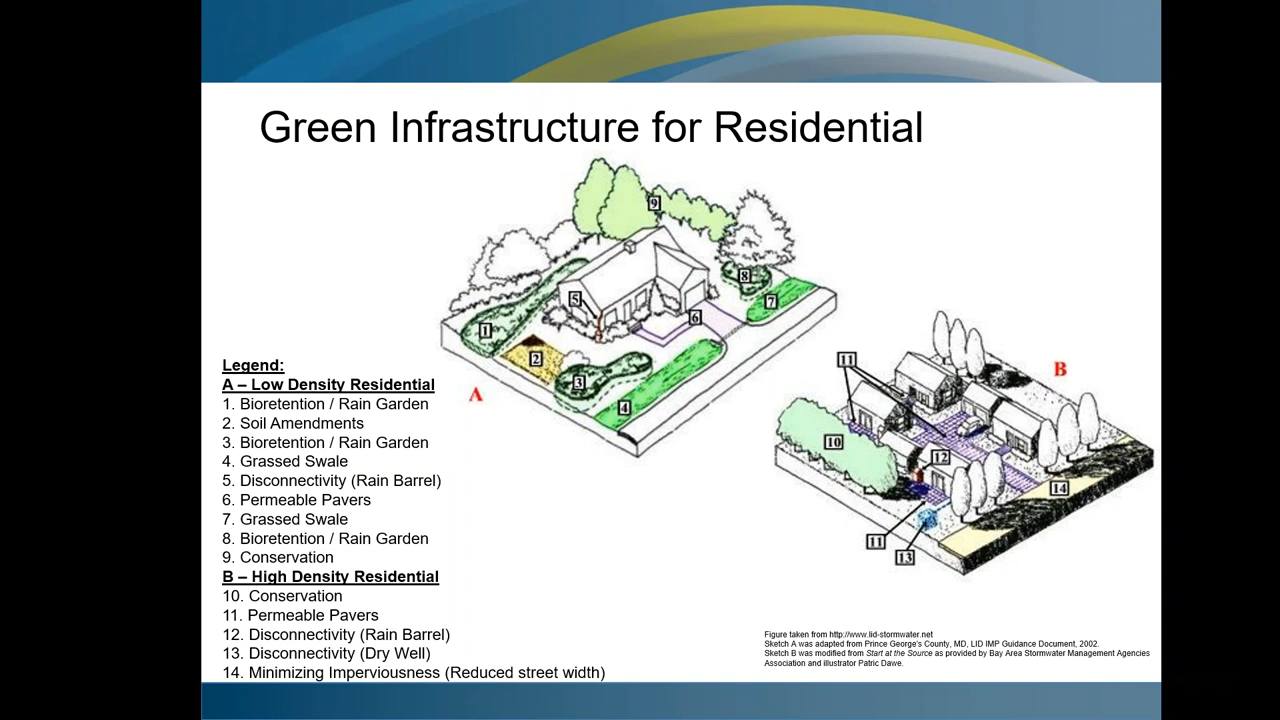 Green Infrastructure for Residential
9
8
5
7
6
1
2
3
A
4
11
B
10
12
14
11
13
Legend:
A – Low Density Residential
1. Bioretention / Rain Garden
2. Soil Amendments
3. Bioretention / Rain Garden
4. Grassed Swale
5. Disconnectivity (Rain Barrel)
6. Permeable Pavers
7. Grassed Swale
8. Bioretention / Rain Garden
9. Conservation
B – High Density Residential
10. Conservation
11. Permeable Pavers
12. Disconnectivity (Rain Barrel)
13. Disconnectivity (Dry Well)
14. Minimizing Imperviousness (Reduced street width)
Figure taken from http://www.lid-stormwater.net
Sketch A was adapted from Prince George's County, MD, LID IMP Guidance Document, 2002.
Sketch B was modified from Start at the Source as provided by Bay Area Stormwater Management Agencies
Association and illustrator Patric Dawe.